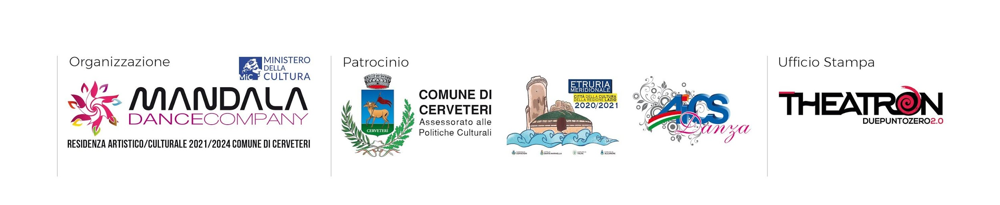 Organizzazione
MiC
MINISTERO
DELLA
CULTURA
MANDALA
DANCECOMPANY
RESIDENZA ARTISTICO/CULTURALE 2021/2024 COMUNE DI CERVETERI
Patrocinio
CERVETERI
COMUNE DI
CERVETERI
Assessorato alle
Politiche Culturali
ETRURIA
MERIDIONALE
CITTÀ DELLA CULTURA
DELLA REGIONE LAZIO
2020/2021
COMUNE DI
CERVETERI
CITTÀ DI
SANTA MARINELLA
COMUNE DI
TOLFA
COMUNE DI
ALLUMIERE
AiCS
Danza
Ufficio Stampa
THEATRON
DUEPUNTOZERO2.0